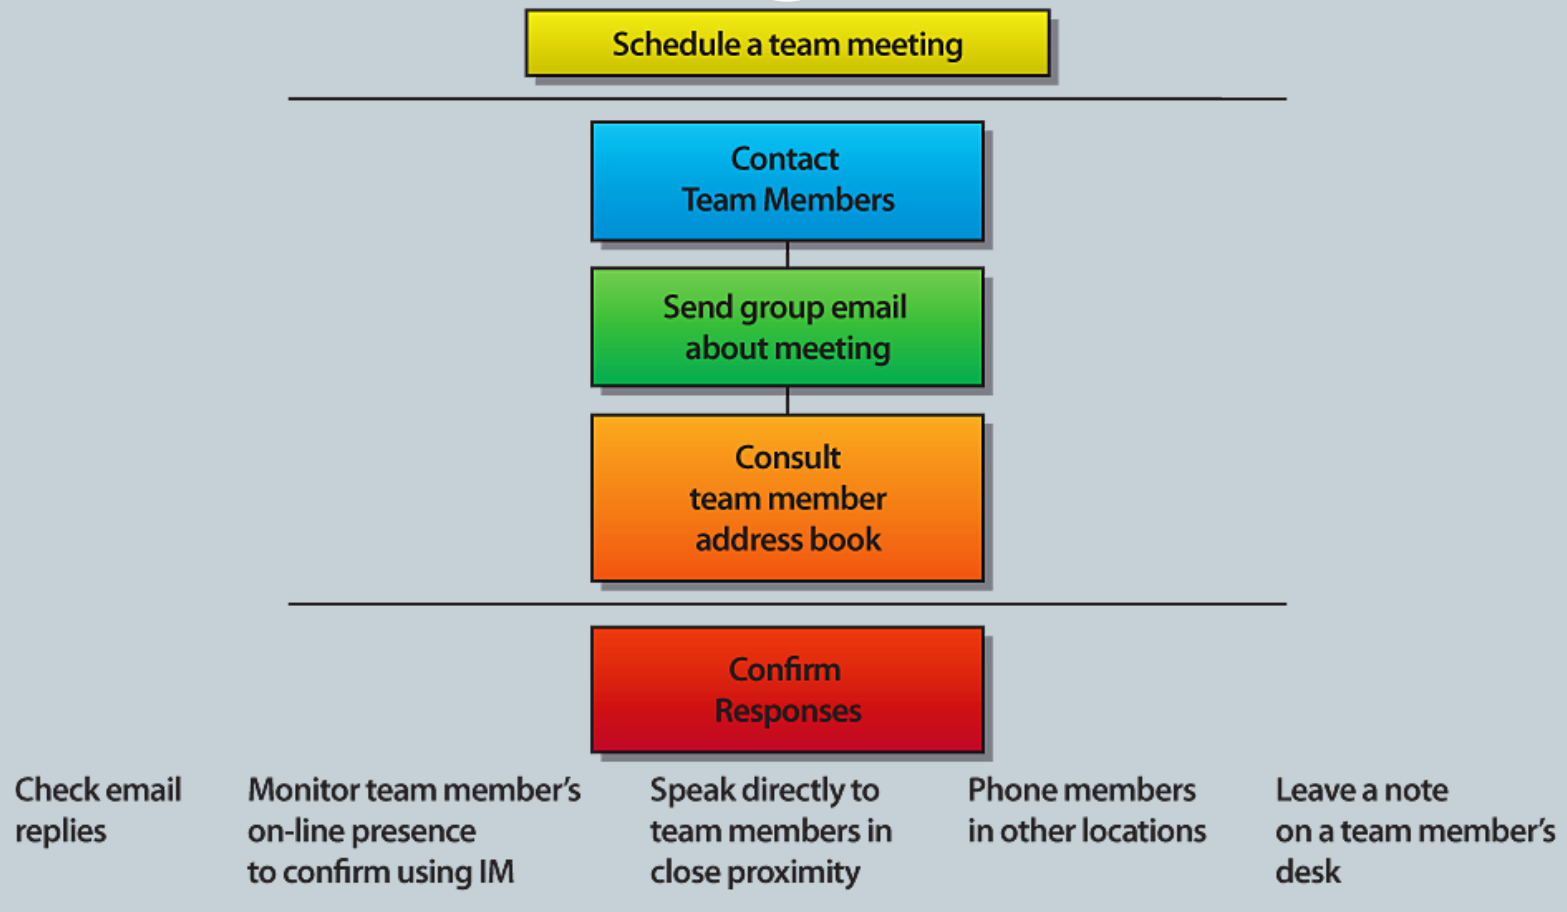 Schedule a team meeting
Contact
Team Members
Send group email
about meeting
Consult
team member
address book
Confirm
Responses
Check email
replies
Monitor team member’s
on-line presence
to confirm using IM
Speak directly to
team members in
close proximity
Phone members
in other locations
Leave a note
on a team member’s
desk